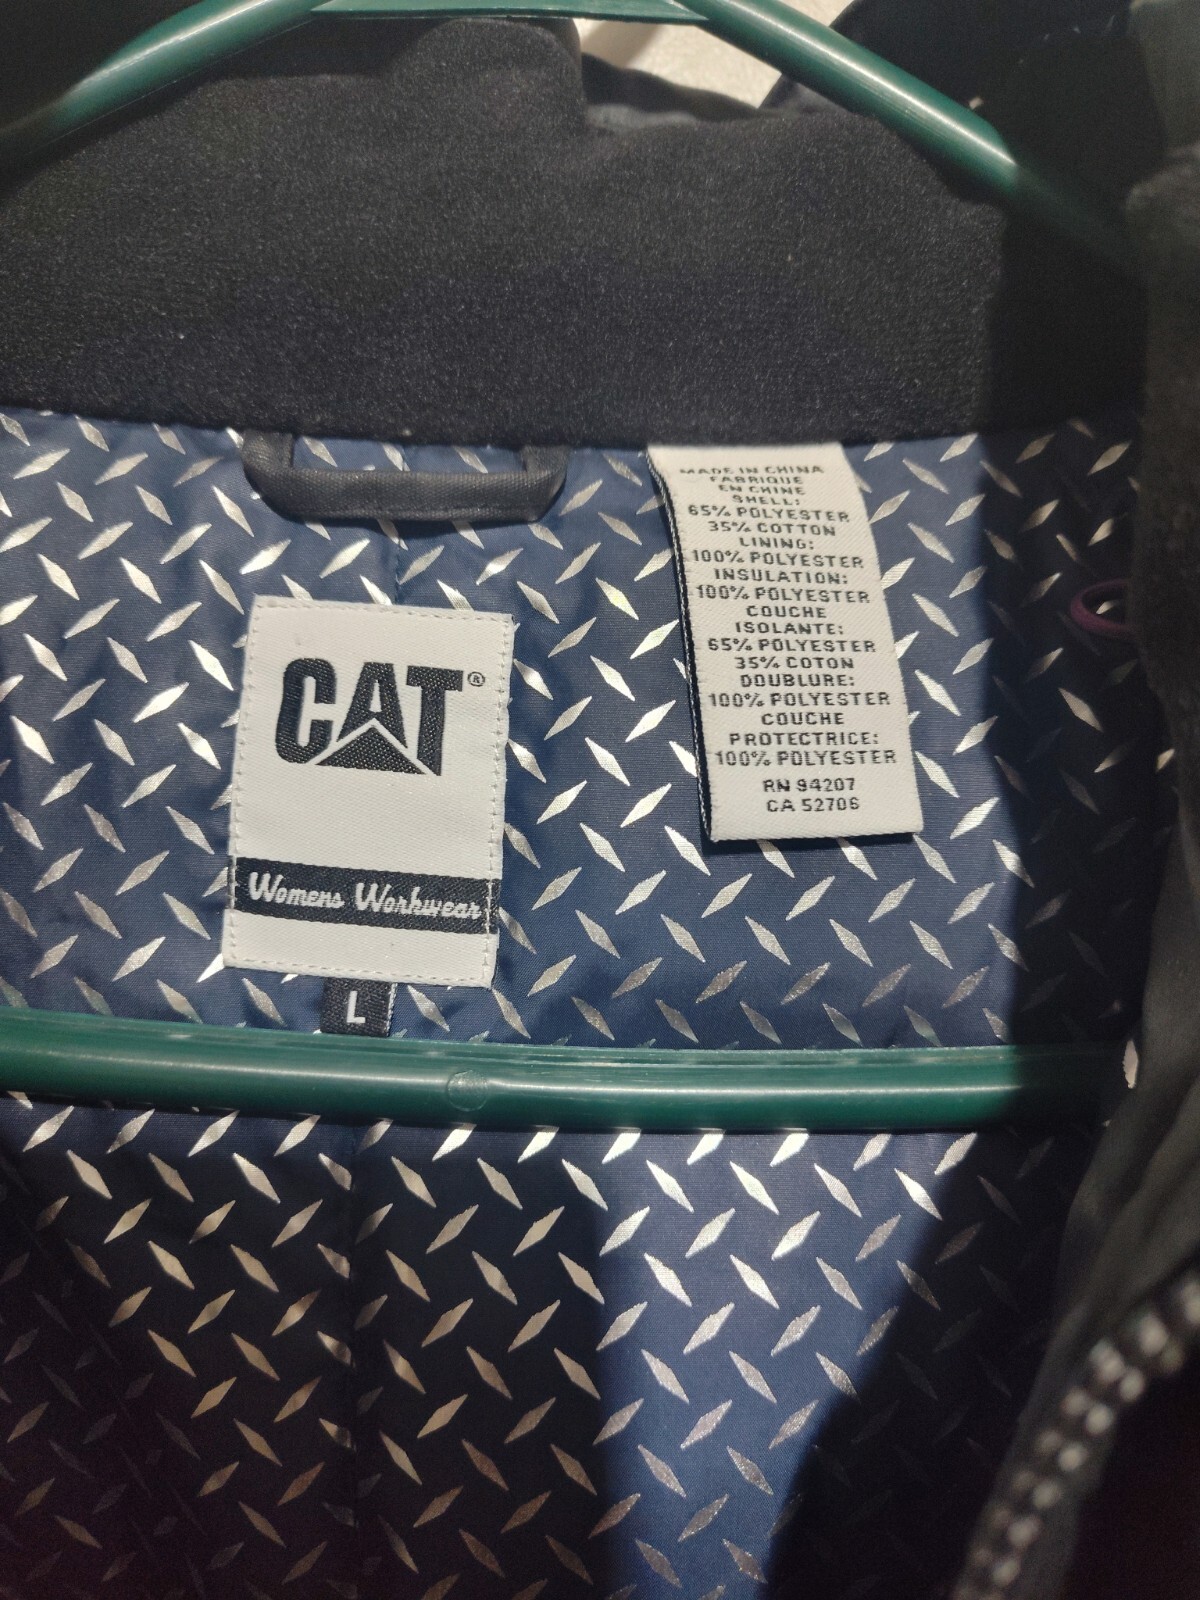 CAT®
Womens Workwear
L
MADE IN CHINA
FABRIQUE
EN CHINE
SHELL:
65% POLYESTER
35% COTTON
LINING:
100% POLYESTER
INSULATION:
100% POLYESTER
COUCHE
ISOLANTE:
65% POLYESTER
35% COTON
DOUBLURE:
100% POLYESTER
COUCHE
PROTECTRICE:
100% POLYESTER
RN 94207
CA 52706